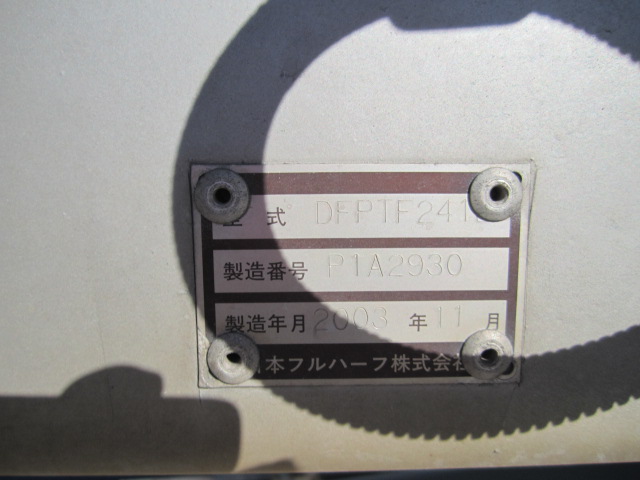 型 式 DFPTF241
製造番号 P1A2930
製造年月 2003 年 11 月
本フルハーフ株式会